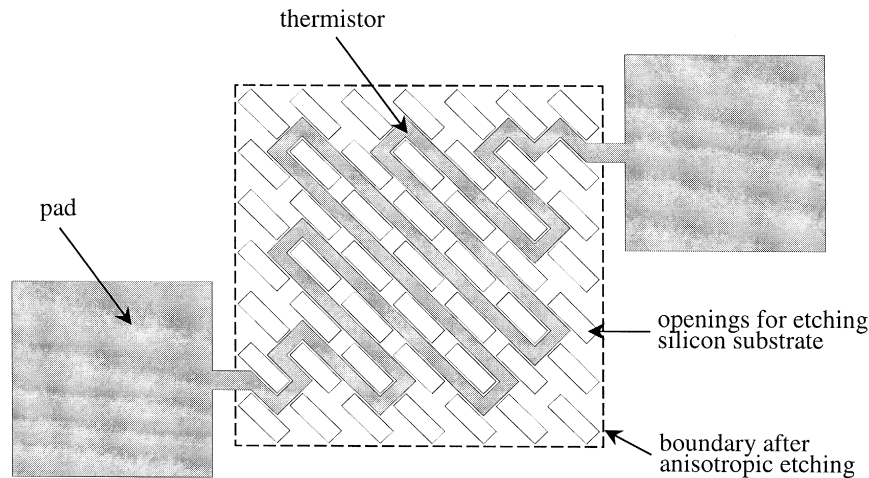 thermistor
pad
openings for etching
silicon substrate
boundary after
anisotropic etching